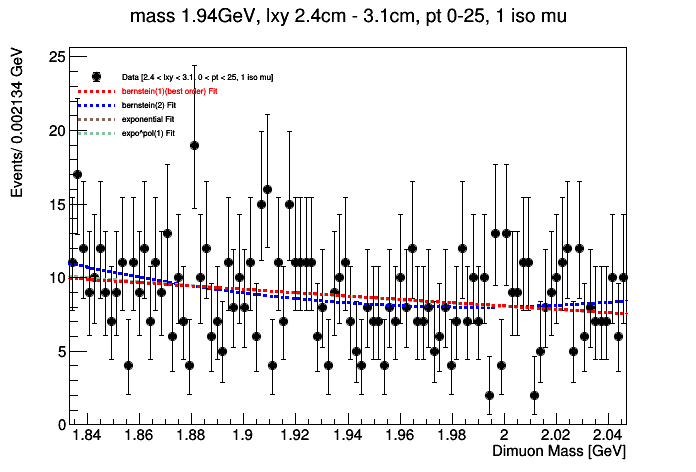 mass 1.94GeV, lxy 2.4cm - 3.1cm, pt 0-25, 1 iso mu
Events/ 0.002134 GeV
25
20
15
10
5
0
Data [2.4 < lxy < 3.1, 0 < pt < 25, 1 iso mu]
bernstein(1)(best order) Fit
bernstein(2) Fit
exponential Fit
expo*pol(1) Fit
1.84 1.86 1.88 1.9 1.92 1.94 1.96 1.98 2 2.02 2.04
Dimuon Mass [GeV]